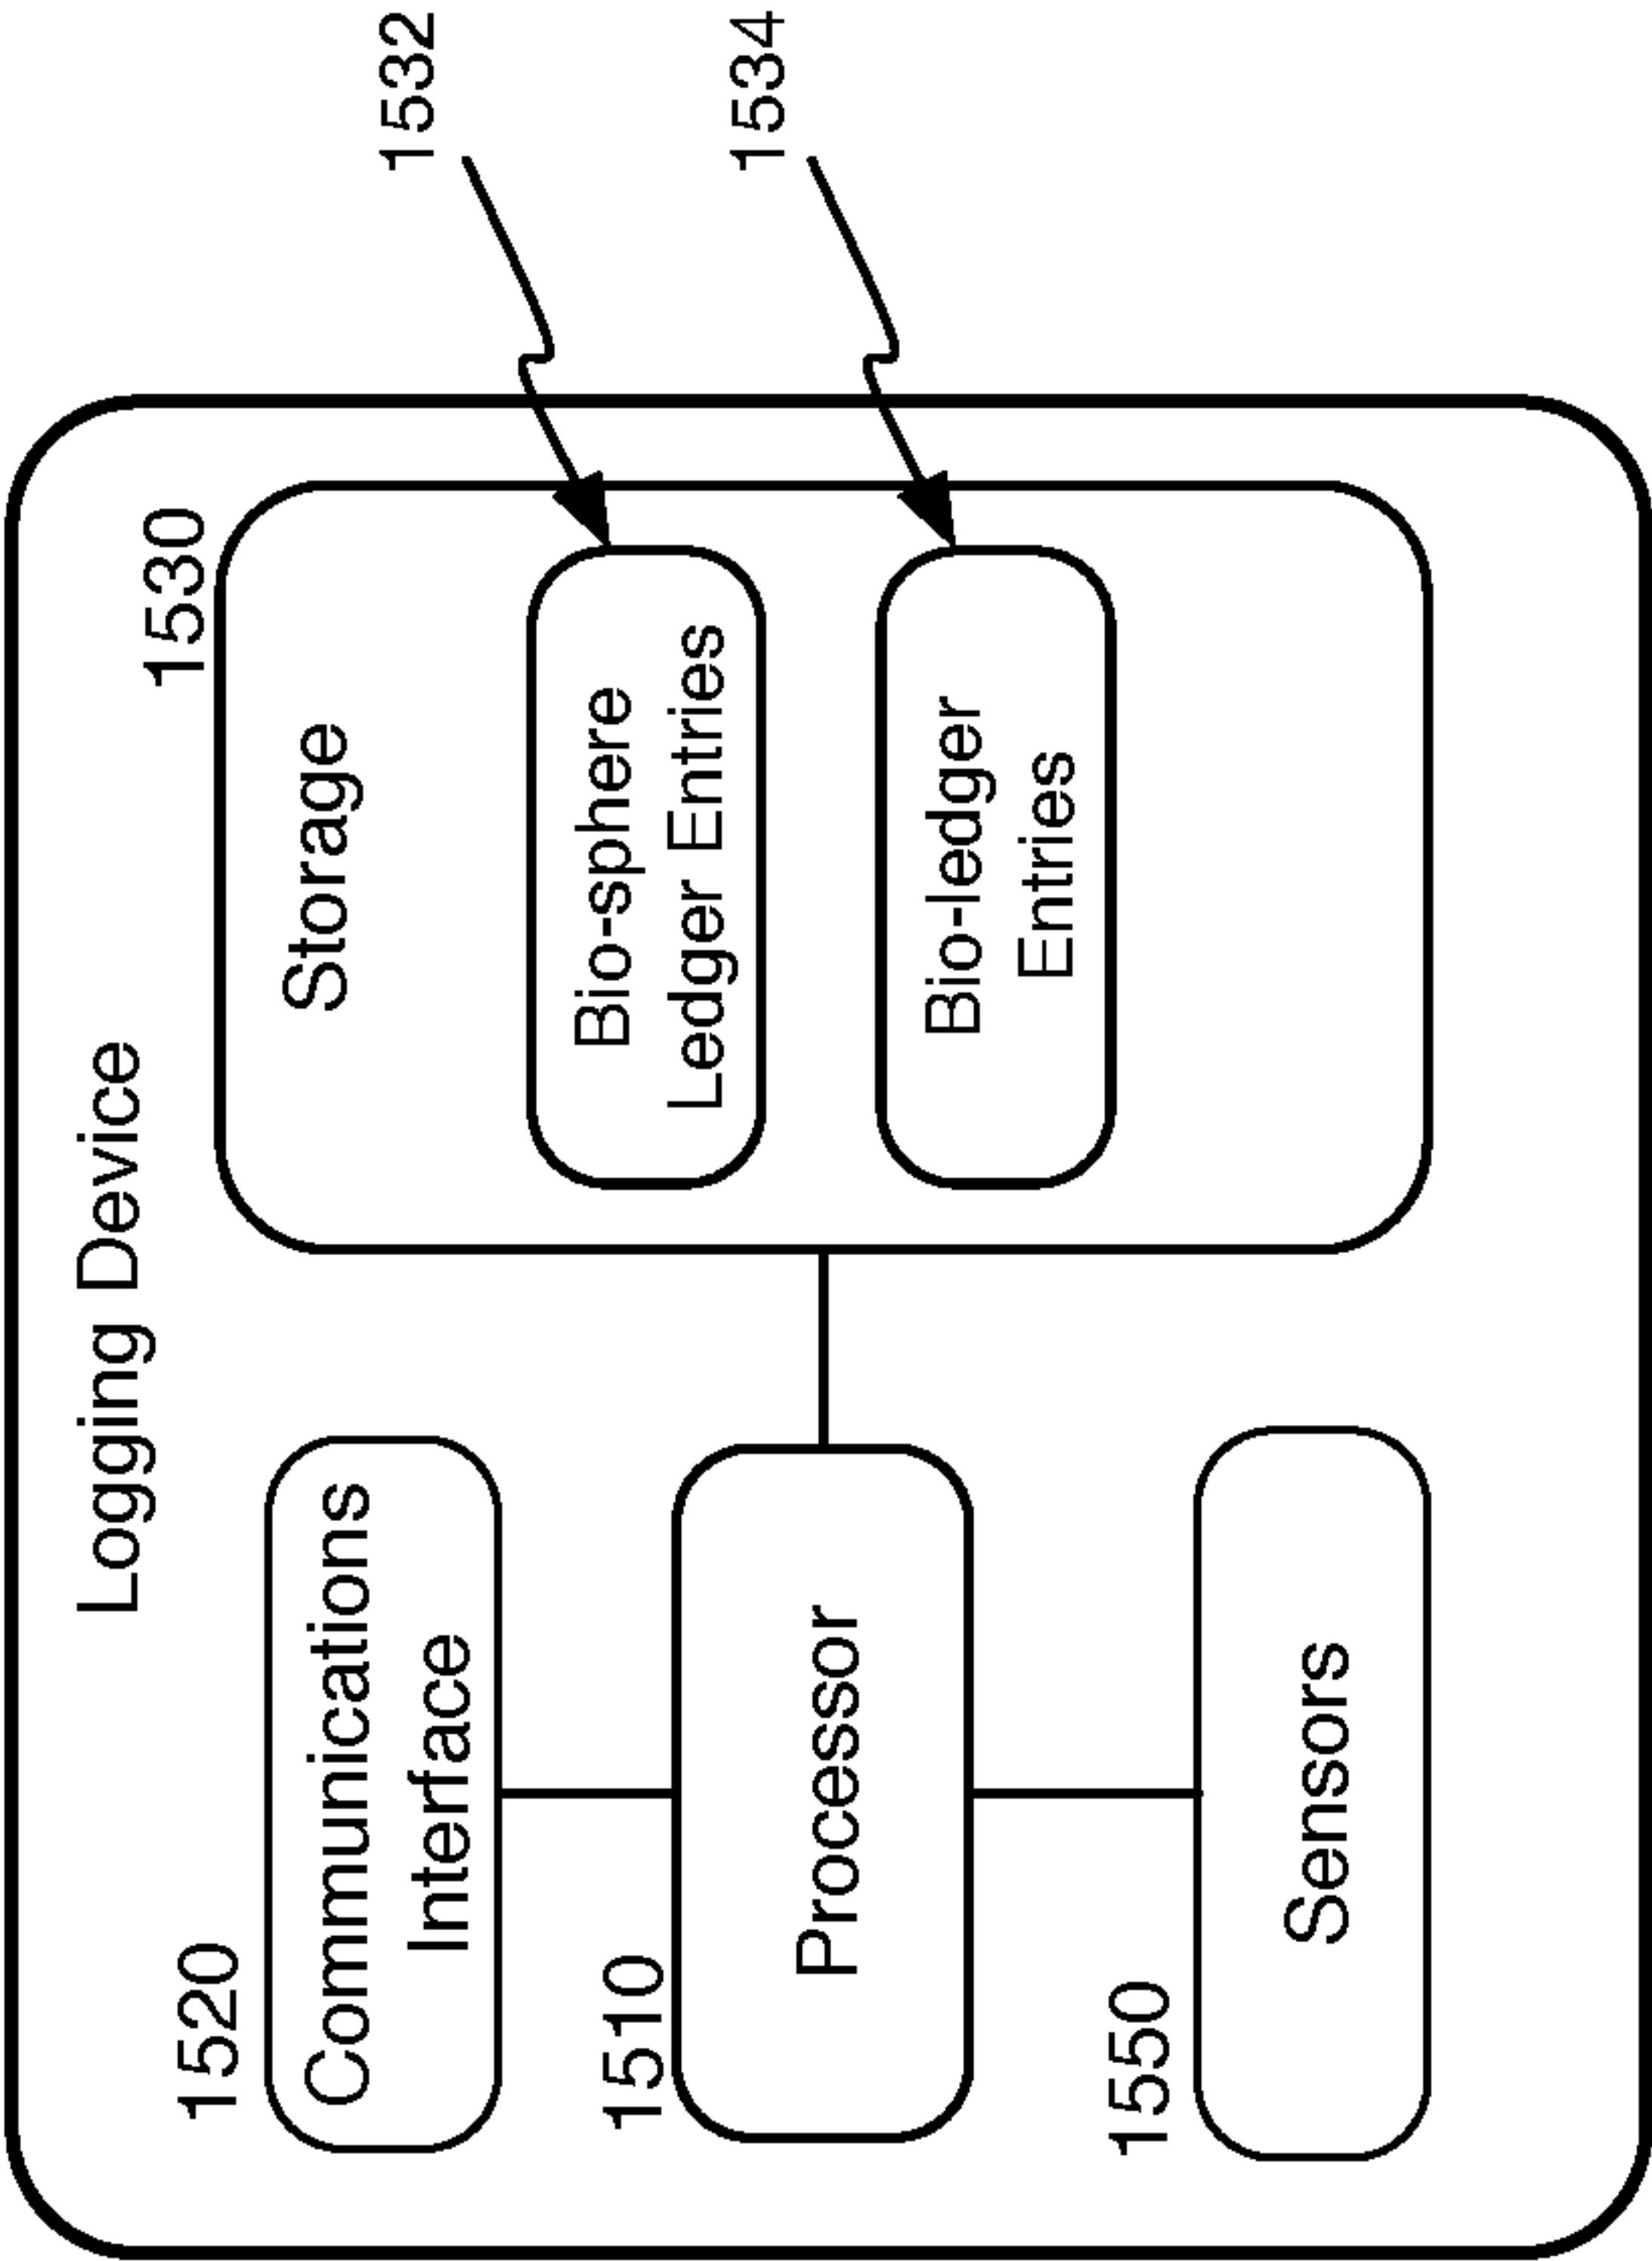 Logging Device
1520
Communications
Interface
1510
Processor
1550
Sensors
1530
Storage
Bio-sphere
Ledger Entries
1532
Bio-ledger
Entries
1534